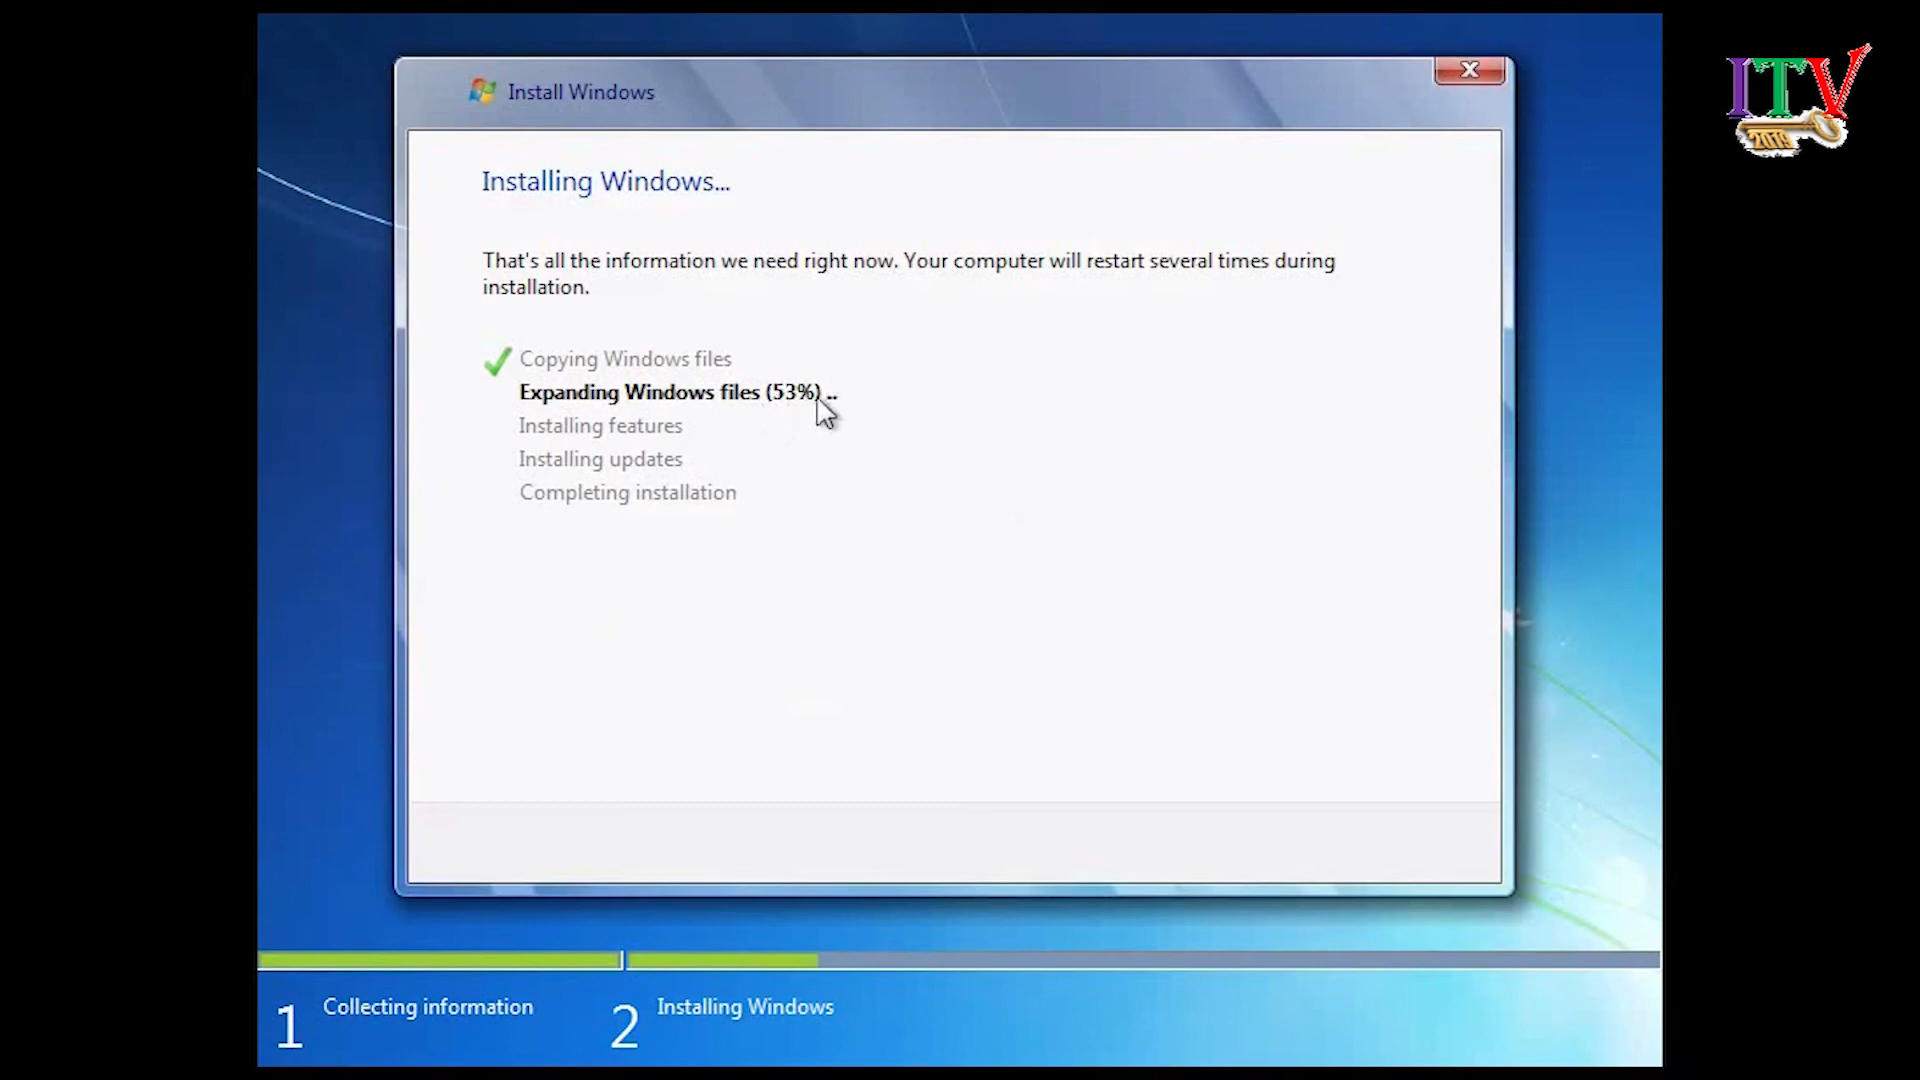 Install Windows
ITV
2019
Installing Windows...
That's all the information we need right now. Your computer will restart several times during
installation.
Copying Windows files
Expanding Windows files (53%) ..
Installing features
Installing updates
Completing installation
1 Collecting information
2 Installing Windows